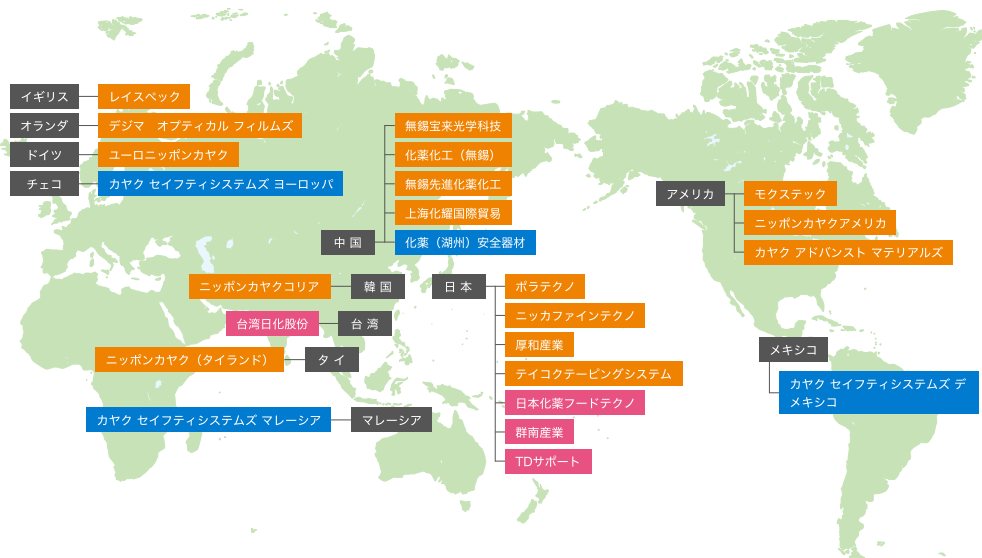 イギリス
レイスペック
オランダ
デジマ　オプティカル フィルムズ
ドイツ
ユーロニッポンカヤク
チェコ
カヤク セイフティシステムズ ヨーロッパ
中 国
無錫宝来光学科技
化薬化工（無錫）
無錫先進化薬化工
上海化耀国際貿易
化薬（湖州）安全器材
韓 国
ニッポンカヤクコリア
台 湾
台湾日化股份
タ イ
ニッポンカヤク（タイランド）
マレーシア
カヤク セイフティシステムズ マレーシア
日 本
ポラテクノ
ニッカファインテクノ
厚和産業
テイコクテーピングシステム
日本化薬フードテクノ
群南産業
TDサポート
アメリカ
モクステック
ニッポンカヤクアメリカ
カヤク アドバンスト マテリアルズ
メキシコ
カヤク セイフティシステムズ デ
メキシコ